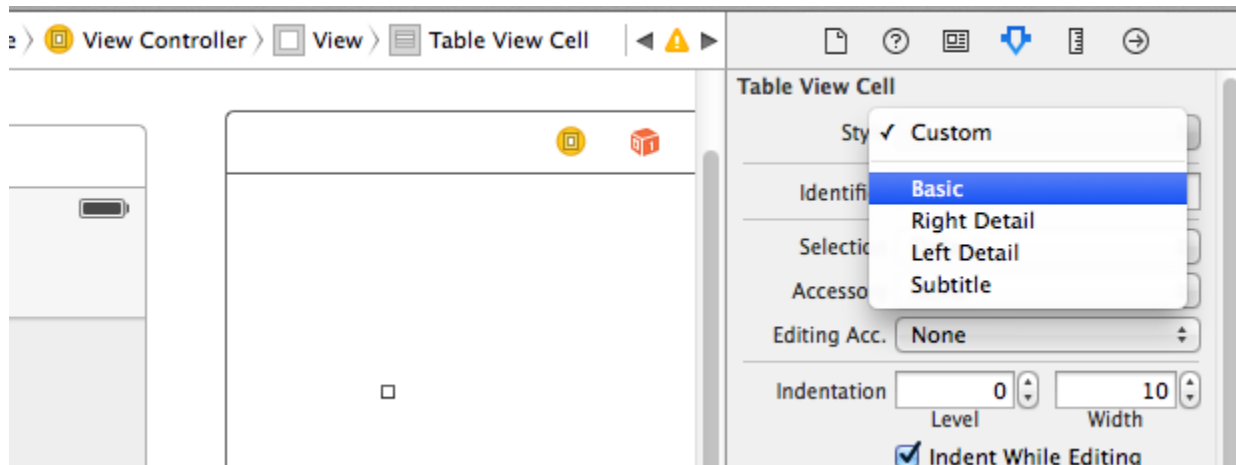 e 〉 View Controller 〉 View 〉 Table View Cell
Table View Cell
Sty ✓ Custom
Identifi Basic
Right Detail
Selectio Left Detail
Accesso Subtitle
Editing Acc. None
Indentation 0 10
Level Width
Indent While Editing